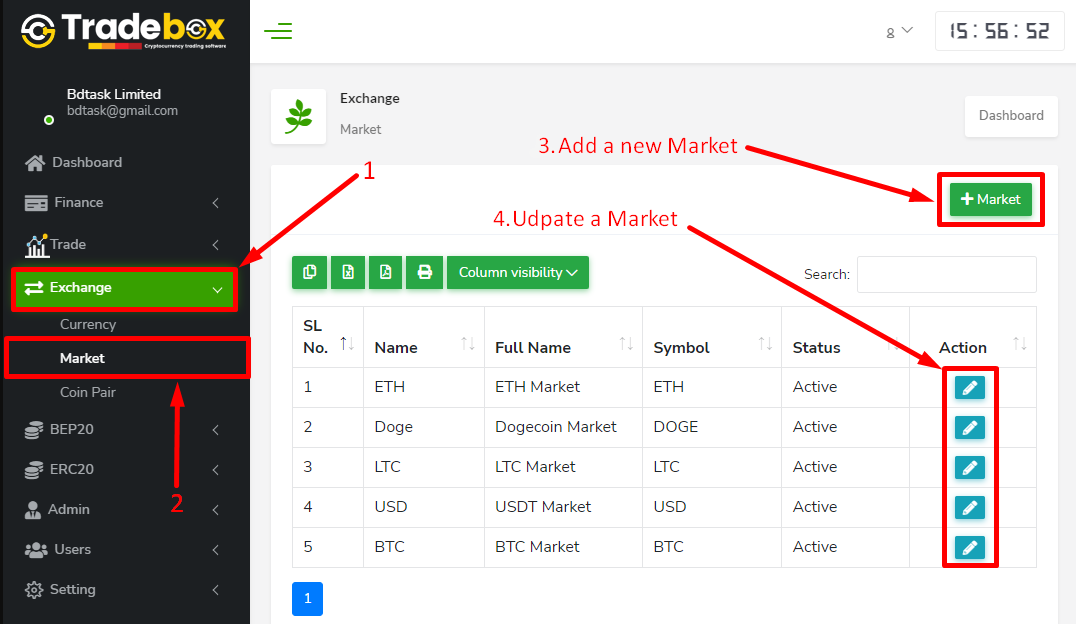 Tradebox
Cryptocurrency trading software
Bdtask Limited
bdtask@gmail.com
Dashboard
Finance
Trade
Exchange
Currency
Market
Coin Pair
BEP20
ERC20
Admin
Users
Setting
1
2
8
15:56:52
Exchange
Market
Dashboard
3.Add a new Market
+ Market
4.Udpate a Market
Column visibility
Search:
SL No. Name Full Name Symbol Status Action
1 ETH ETH Market ETH Active
2 Doge Dogecoin Market DOGE Active
3 LTC LTC Market LTC Active
4 USD USDT Market USD Active
5 BTC BTC Market BTC Active
1